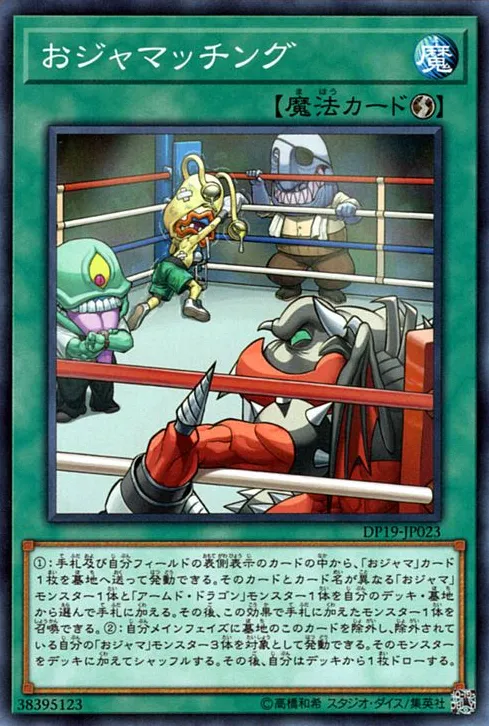 おジャマッチング
魔
【魔法カード】
DP19-JP023
①：手札及び自分フィールドの表側表示のカードの中から、「おジャマ」カード
1枚を墓地へ送って発動できる。そのカードとカード名が異なる「おジャマ」
モンスター1体と「アームド・ドラゴン」モンスター1体を自分のデッキ・墓地
から選んで手札に加える。その後、この効果で手札に加えたモンスター1体を
召喚できる。②：自分メインフェイズに墓地のこのカードを除外し、除外されて
いる自分の「おジャマ」モンスター3体を対象として発動できる。そのモンスター
をデッキに加えてシャッフルする。その後、自分はデッキから1枚ドローする。
38395123
©高橋和希 スタジオ・ダイス/集英社